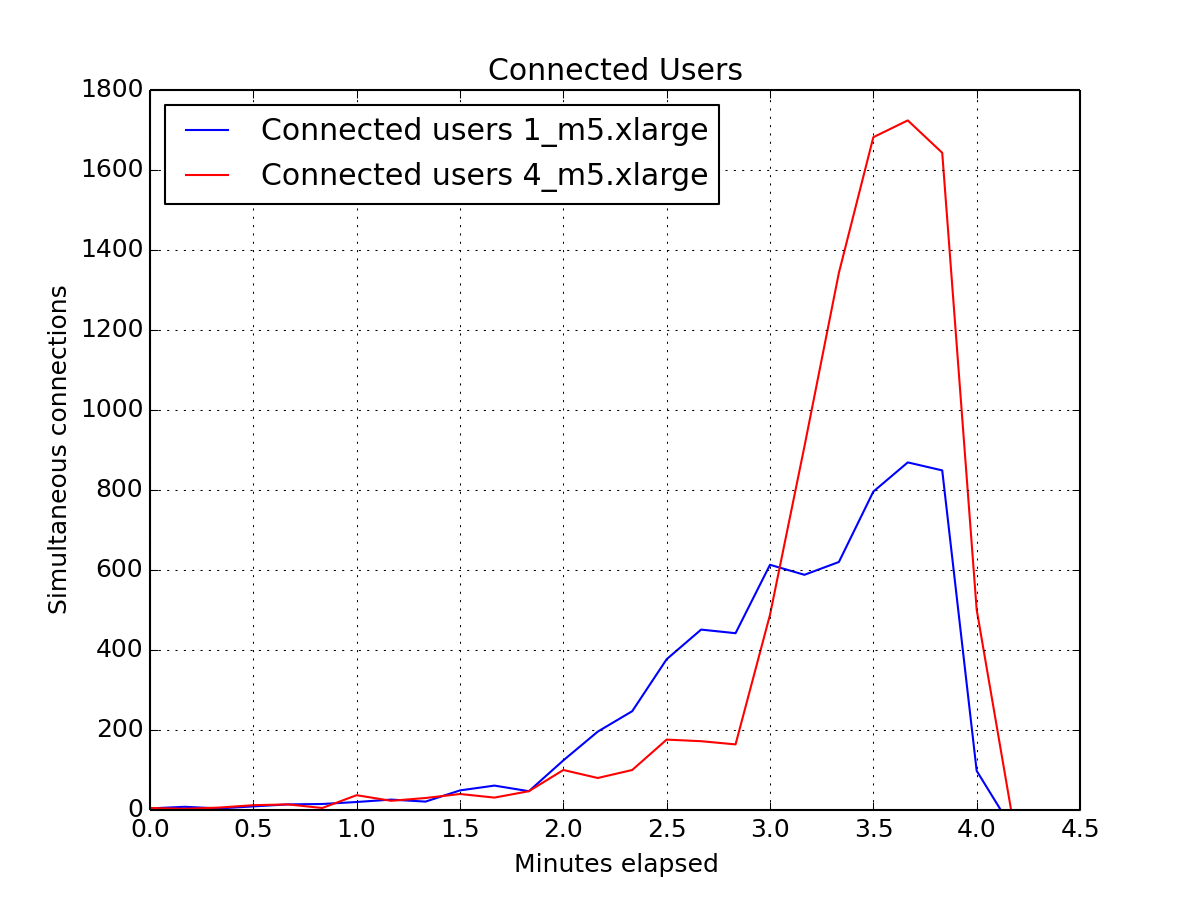 Connected Users
1800
1600
1400
1200
1000
800
600
400
200
0
Simultaneous connections
Connected users 1_m5.xlarge
Connected users 4_m5.xlarge
0.0 0.5 1.0 1.5 2.0 2.5 3.0 3.5 4.0 4.5
Minutes elapsed